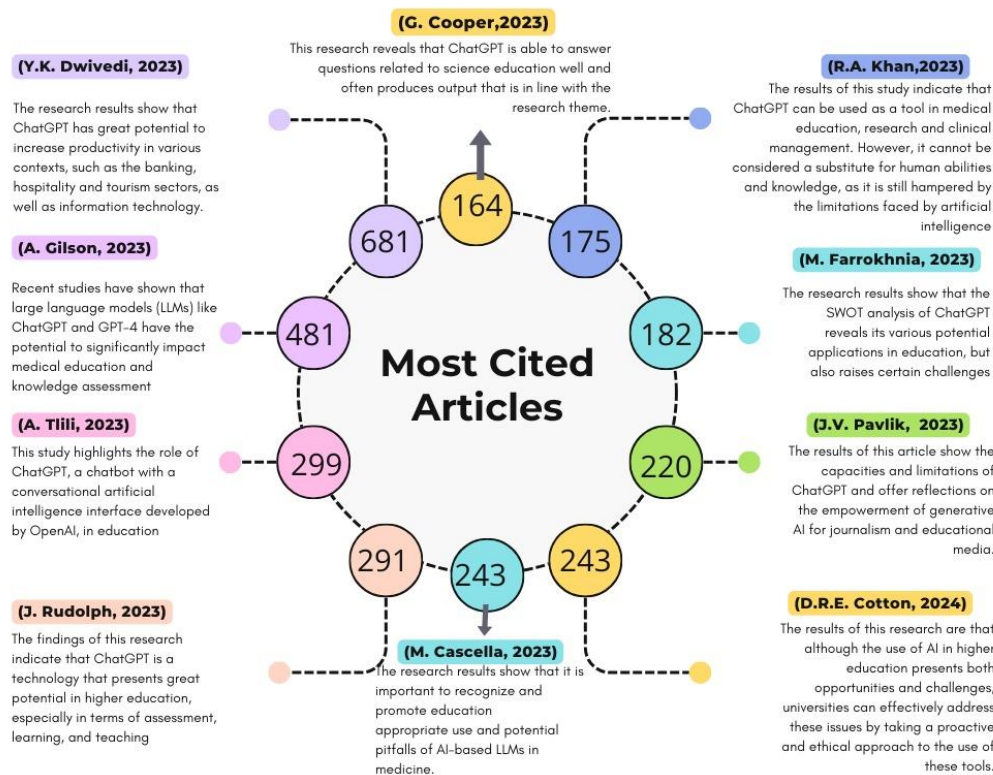 (G. Cooper,2023)
This research reveals that ChatGPT is able to answer
questions related to science education well and
often produces output that is in line with the
research theme.
(Y.K. Dwivedi, 2023)
The research results show that
ChatGPT has great potential to
increase productivity in various
contexts, such as the banking,
hospitality and tourism sectors, as
well as information technology.
(A. Gilson, 2023)
Recent studies have shown that
large language models (LLMs) like
ChatGPT and GPT-4 have the
potential to significantly impact
medical education and
knowledge assessment
(A. Tlili, 2023)
This study highlights the role of
ChatGPT, a chatbot with a
conversational artificial
intelligence interface developed
by OpenAI, in education
(J. Rudolph, 2023)
The findings of this research
indicate that ChatGPT is a
technology that presents great
potential in higher education,
especially in terms of assessment,
learning, and teaching
164
681
175
481
182
Most Cited
Articles
299
220
291
243
243
(M. Cascella, 2023)
The research results show that it is
important to recognize and
promote education
appropriate use and potential
pitfalls of AI-based LLMs in
medicine.
(R.A. Khan,2023)
The results of this study indicate that
ChatGPT can be used as a tool in medical
education, research and clinical
management. However, it cannot be
considered a substitute for human abilities
and knowledge, as it is still hampered by
the limitations faced by artificial
intelligence
(M. Farrokhnia, 2023)
The research results show that the
SWOT analysis of ChatGPT
reveals its various potential
applications in education, but
also raises certain challenges
(J.V. Pavlik, 2023)
The results of this article show the
capacities and limitations of
ChatGPT and offer reflections on
the empowerment of generative
AI for journalism and educational
media.
(D.R.E. Cotton, 2024)
The results of this research are that
although the use of AI in higher
education presents both
opportunities and challenges,
universities can effectively address
these issues by taking a proactive
and ethical approach to the use of
these tools.